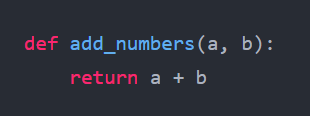 def add_numbers(a, b):
    return a + b